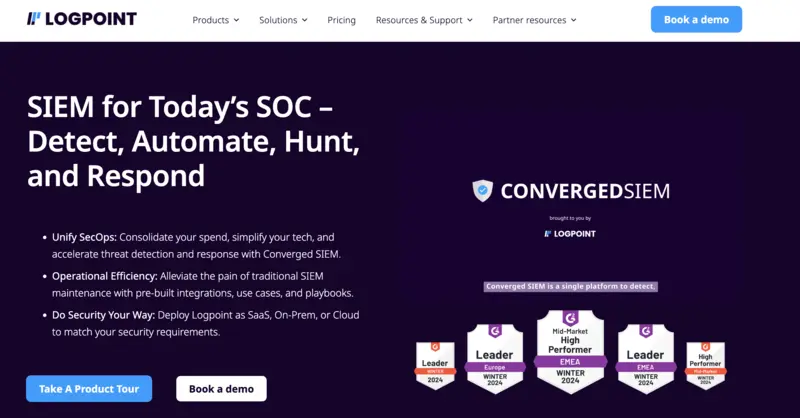 LOGPOINT
Products
Solutions
Pricing
Resources & Support
Partner resources
Book a demo
SIEM for Today’s SOC –
Detect, Automate, Hunt,
and Respond
• Unify SecOps: Consolidate your spend, simplify your tech, and
accelerate threat detection and response with Converged SIEM.
• Operational Efficiency: Alleviate the pain of traditional SIEM
maintenance with pre-built integrations, use cases, and playbooks.
• Do Security Your Way: Deploy Logpoint as SaaS, On-Prem, or Cloud
to match your security requirements.
Take A Product Tour
Book a demo
CONVERGEDSIEM
brought to you by
LOGPOINT
Converged SIEM is a single platform to detect,
Leader
WINTER
2024
Leader
Europe
WINTER
2024
Mid-Market
High
Performer
EMEA
WINTER
2024
Leader
EMEA
WINTER
2024
High
Performer
Mid-Market
WINTER
2024